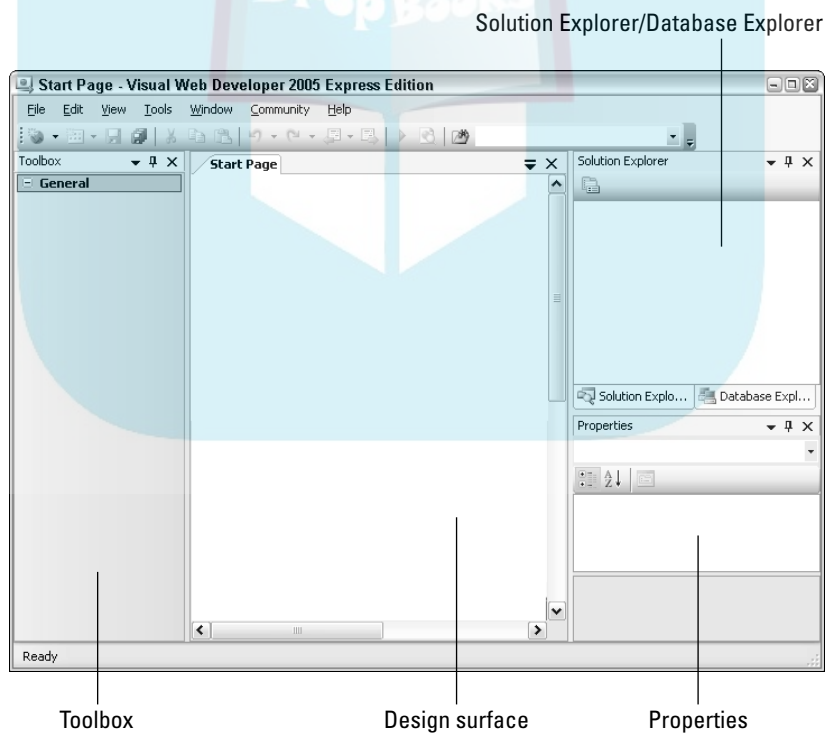 Solution Explorer/Database Explorer
Start Page - Visual Web Developer 2005 Express Edition
File Edit View Tools Window Community Help
Toolbox
Start Page
Solution Explorer
General
Solution Explo...
Database Expl...
Properties
Ready
Toolbox
Design surface
Properties